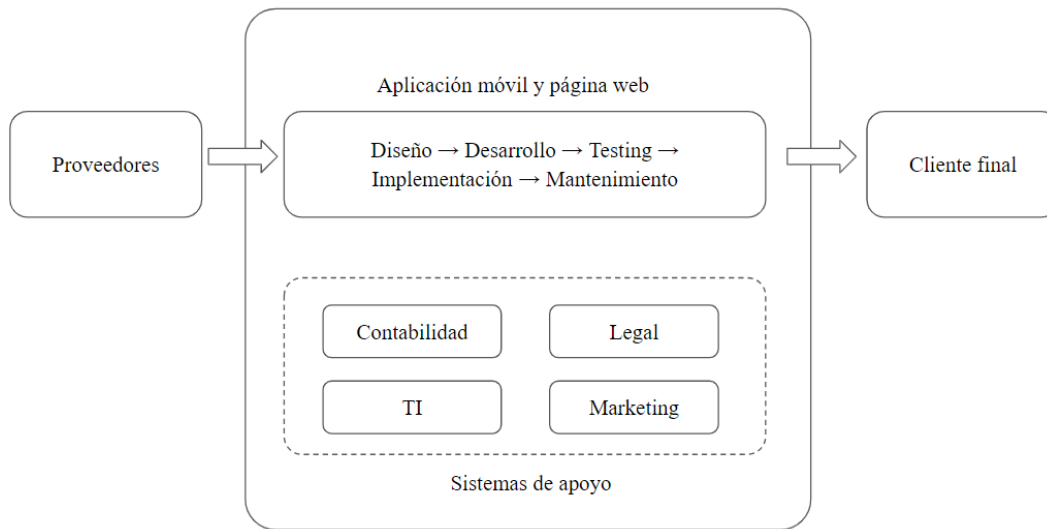 Aplicación móvil y página web
Proveedores
Diseño → Desarrollo → Testing →
Implementación → Mantenimiento
Cliente final
Contabilidad
Legal
TI
Marketing
Sistemas de apoyo